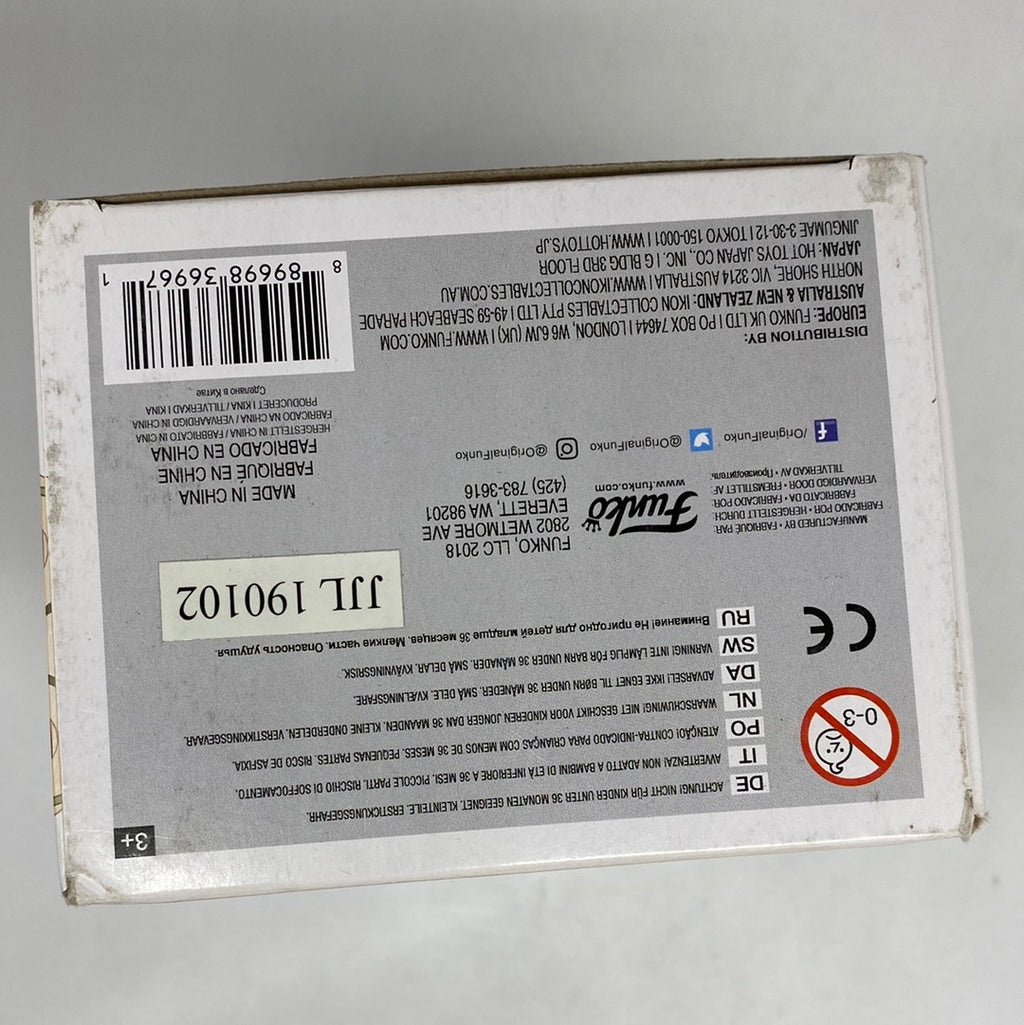 3+
DE ACHTUNG! NICHT FÜR KINDER UNTER 36 MONATEN GEEIGNET. KLEINTEILE. ERSTICKUNGSGEFAHR.
IT AVVERTENZA! NON ADATTO A BAMBINI DI ETÀ INFERIORE A 36 MESI. PICCOLE PARTI. RISCHIO DI SOFFOCAMENTO.
PO ATENÇÃO! CONTRA-INDICADO PARA CRIANÇAS COM MENOS DE 36 MESES. PEQUENAS PARTES. RISCO DE ASFIXIA.
NL WAARSCHUWING! NIET GESCHIKT VOOR KINDEREN JONGER DAN 36 MAANDEN. KLEINE ONDERDELEN. VERSTIKKINGSGEVAAR.
DA ADVARSEL! IKKE EGNET TIL BØRN UNDER 36 MÅNEDER. SMÅ DELE. KVÆLNINGSFARE.
SW VARNING! INTE LÄMPLIG FÖR BARN UNDER 36 MÅNADER. SMÅ DELAR. KVÄVNINGSRISK.
RU Внимание! Не пригодно для детей младше 36 месяцев. Мелкие части. Опасность удушья.
0-3
CE
JJL 190102
MANUFACTURED BY • FABRIQUÉ PAR:
FABRICADO POR • HERGESTELLT DURCH:
FABBRICATO DA • FABRICADO POR:
VERVAARDIGD DOOR • FREMSTILLET AF:
TILLVERKAD AV • Производитель:
Funko
www.funko.com
FUNKO, LLC 2018
2802 WETMORE AVE
EVERETT, WA 98201
(425) 783-3616
MADE IN CHINA
FABRIQUÉ EN CHINE
FABRICADO EN CHINA
HERGESTELLT IN CHINA / FABBRICATO IN CINA
FABRICADO NA CHINA / VERVAARDIGD IN CHINA
PRODUCERET I KINA / TILLVERKAD I KINA
Сделано в Китае
/OriginalFunko @OriginalFunko @OriginalFunko
DISTRIBUTION BY:
EUROPE: FUNKO UK LTD | PO BOX 74644 | LONDON, W6 6JW (UK) | WWW.FUNKO.COM
AUSTRALIA & NEW ZEALAND: IKON COLLECTABLES PTY LTD | 49-59 SEABEACH PARADE
NORTH SHORE, VIC 3214 AUSTRALIA | WWW.IKONCOLLECTABLES.COM.AU
JAPAN: HOT TOYS JAPAN CO., INC. | G BLDG 3RD FLOOR
JINGUMAE 3-30-12 | TOKYO 150-0001 | WWW.HOTTOYS.JP
8 89698 36967 1